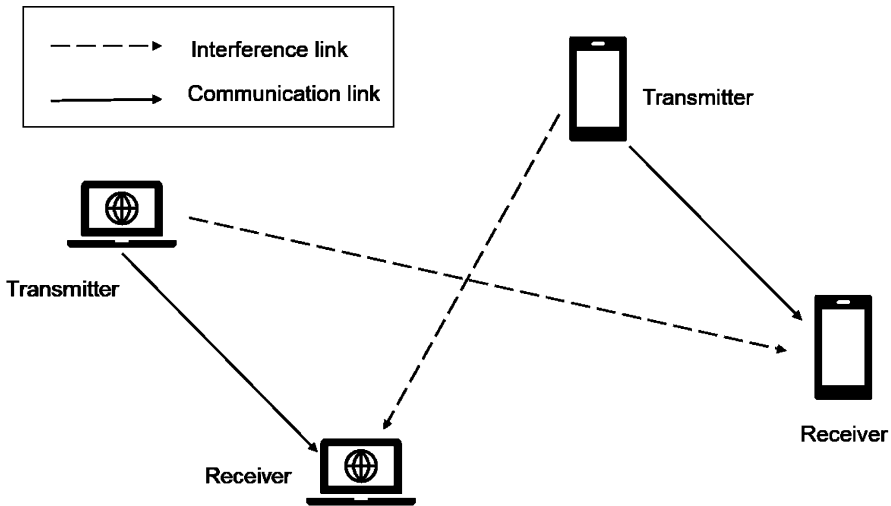 Interference link
Communication link
Transmitter
Transmitter
Receiver
Receiver